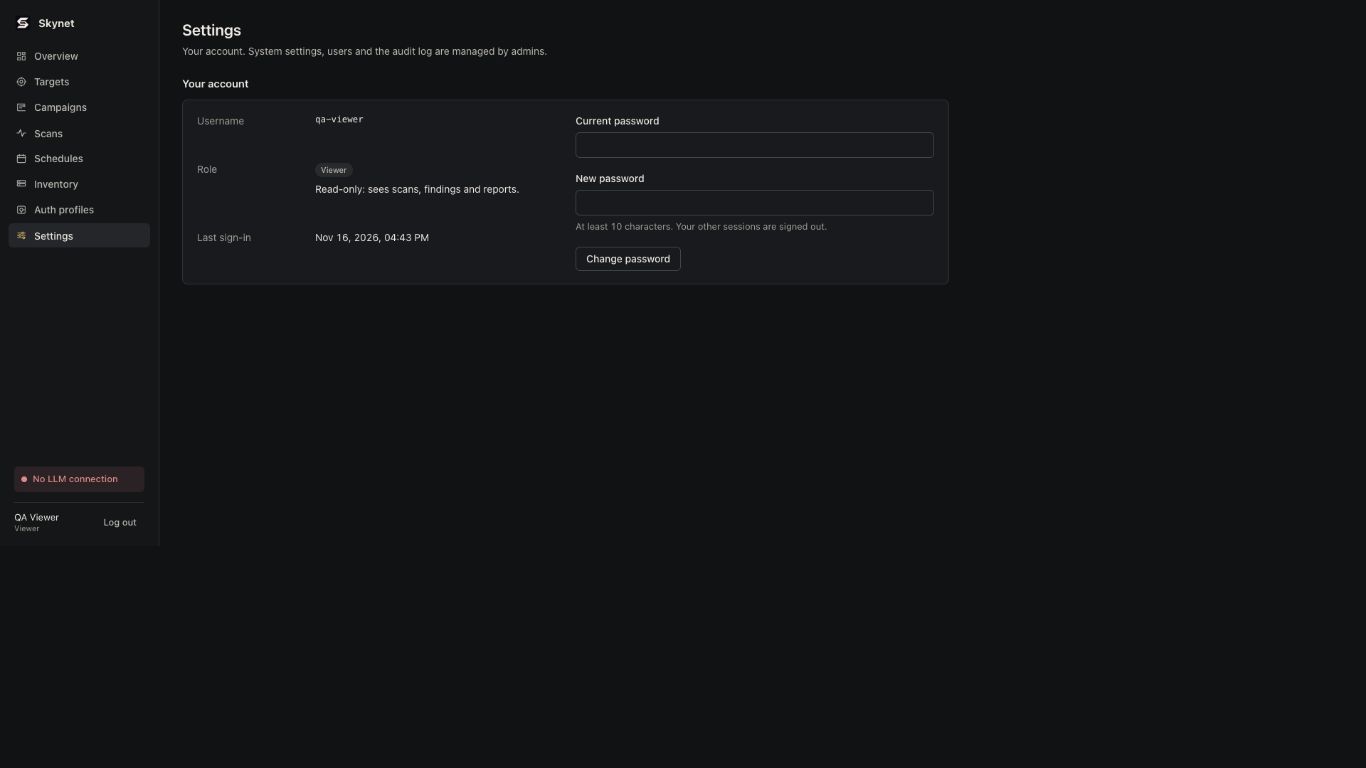 Skynet
Overview
Targets
Campaigns
Scans
Schedules
Inventory
Auth profiles
Settings
No LLM connection
QA Viewer
Viewer
Log out
Settings
Your account. System settings, users and the audit log are managed by admins.
Your account
Username
qa-viewer
Role
Viewer
Read-only: sees scans, findings and reports.
Last sign-in
Nov 16, 2026, 04:43 PM
Current password
New password
At least 10 characters. Your other sessions are signed out.
Change password